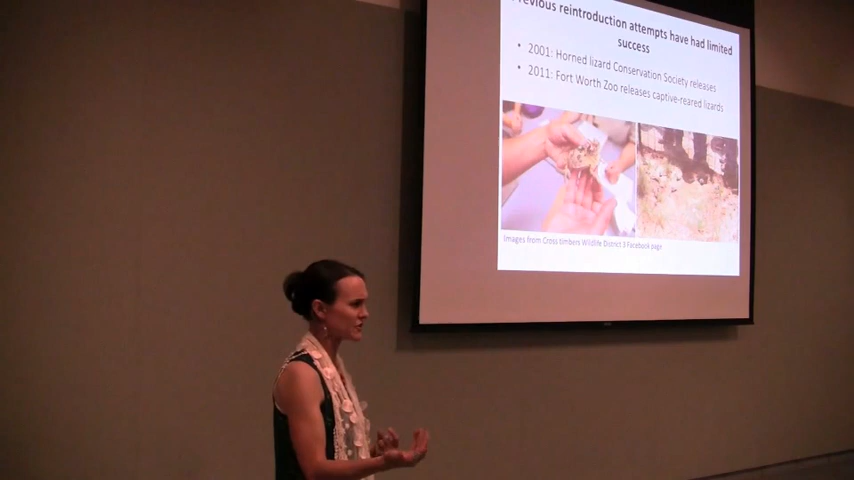 Previous reintroduction attempts have had limited
success
• 2001: Horned lizard Conservation Society releases
• 2011: Fort Worth Zoo releases captive-reared lizards
Images from Cross timbers Wildlife District 3 Facebook page